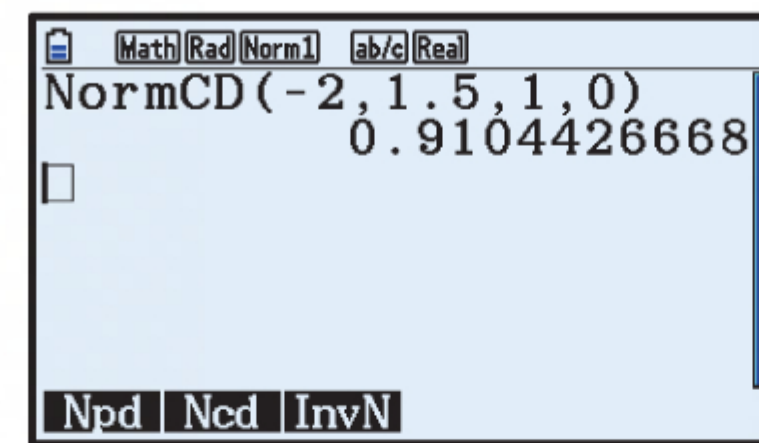 Math Rad Norm1 ab/c Real
NormCD(-2,1.5,1,0)
0.9104426668
Npd Ncd InvN